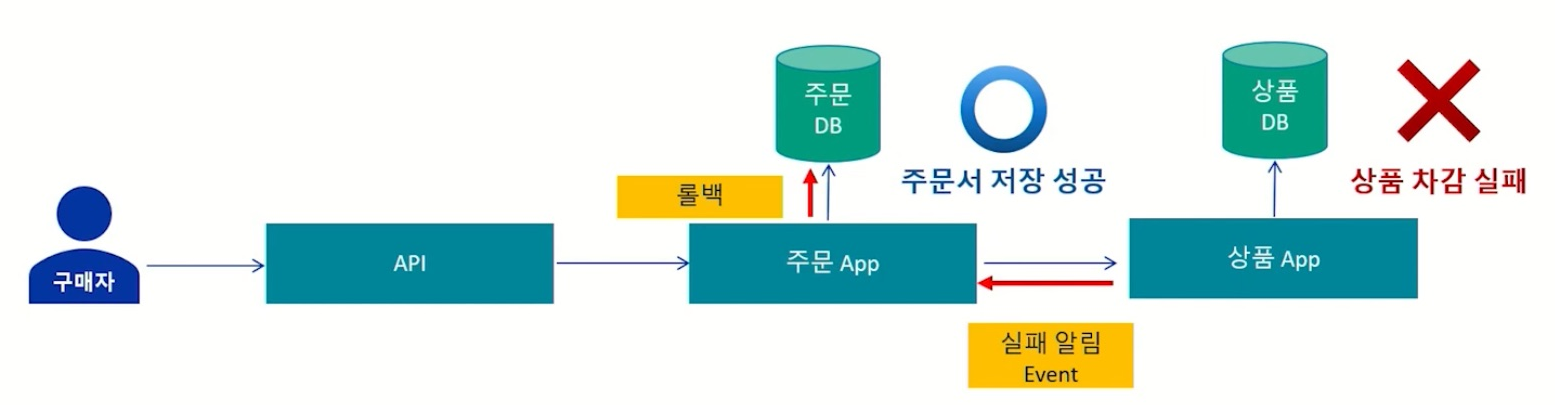 주문
DB
상품
DB
주문서 저장 성공
상품 차감 실패
롤백
구매자
API
주문 App
상품 App
실패 알림
Event